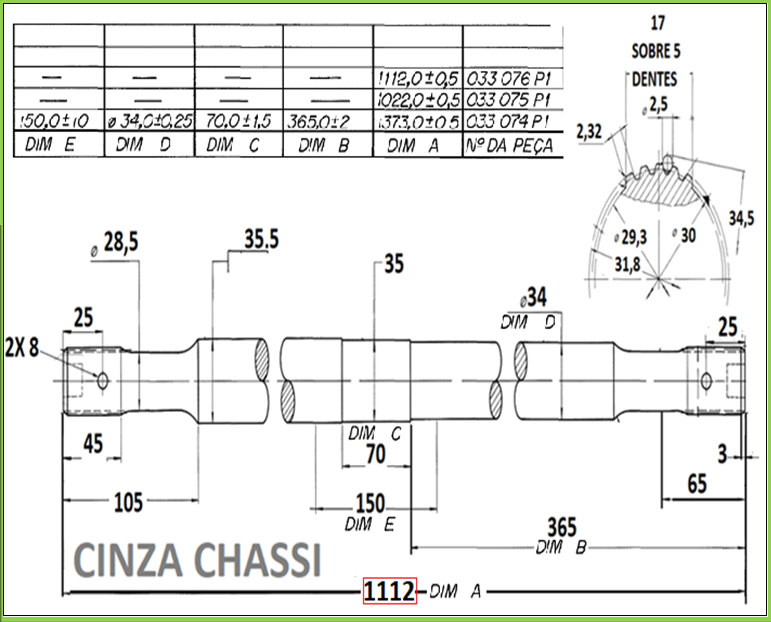 1112,0±0,5 033 076 P1
1022,0±0,5 033 075 P1
150,0±10 ø 34,0±0,25 70,0±1,5 365,0±2 1373,0±0.5 033 074 P1
DIM E DIM D DIM C DIM B DIM A Nº DA PEÇA
17
SOBRE 5
DENTES
ø 2,5
2,32
34,5
ø 29,3
ø 30
31,8
ø 28,5
35.5
35
ø34
DIM D
25
25
2X 8
45
105
DIM C
70
150
DIM E
3
65
365
DIM B
CINZA CHASSI
1112 DIM A